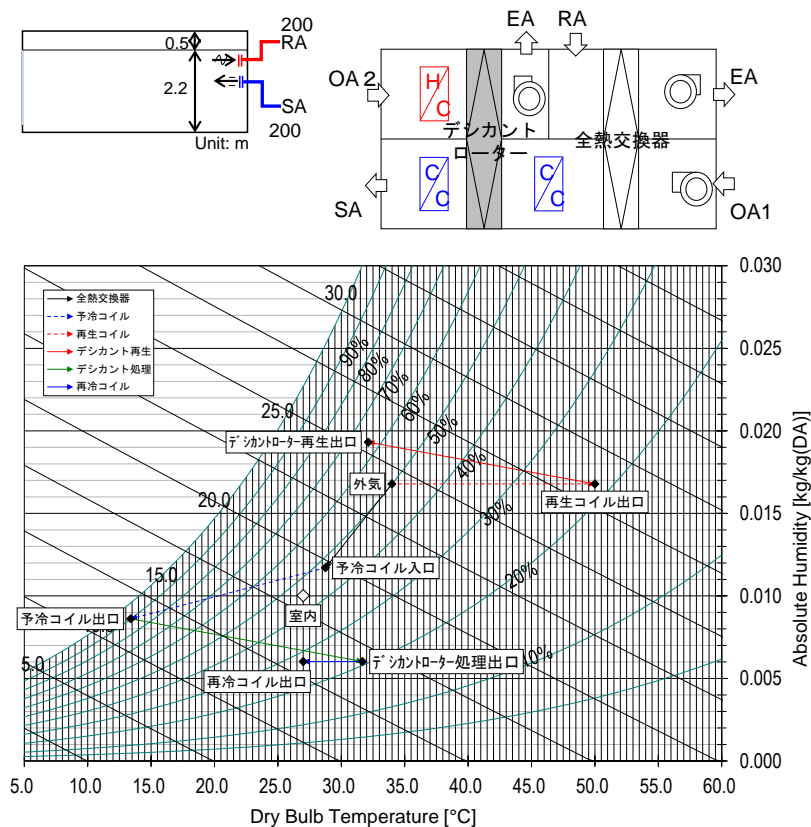 200
0.5
RA
2.2
SA
Unit: m
200
EA RA
OA 2
H
C
EA
デシカント
ローター
全熱交換器
C
C
C
C
SA
OA1
全熱交換器
予冷コイル
再生コイル
デシカント再生
デシカント処理
再冷コイル
30.0
25.0
20.0
15.0
5.0
90%
80%
70%
60%
50%
40%
30%
20%
10%
デシカントローター再生出口
外気
再生コイル出口
予冷コイル入口
室内
予冷コイル出口
再冷コイル出口
デシカントローター処理出口
0.030
0.025
0.020
0.015
0.010
0.005
0.000
Absolute Humidity [kg/kg(DA)]
5.0 10.0 15.0 20.0 25.0 30.0 35.0 40.0 45.0 50.0 55.0 60.0
Dry Bulb Temperature [°C]